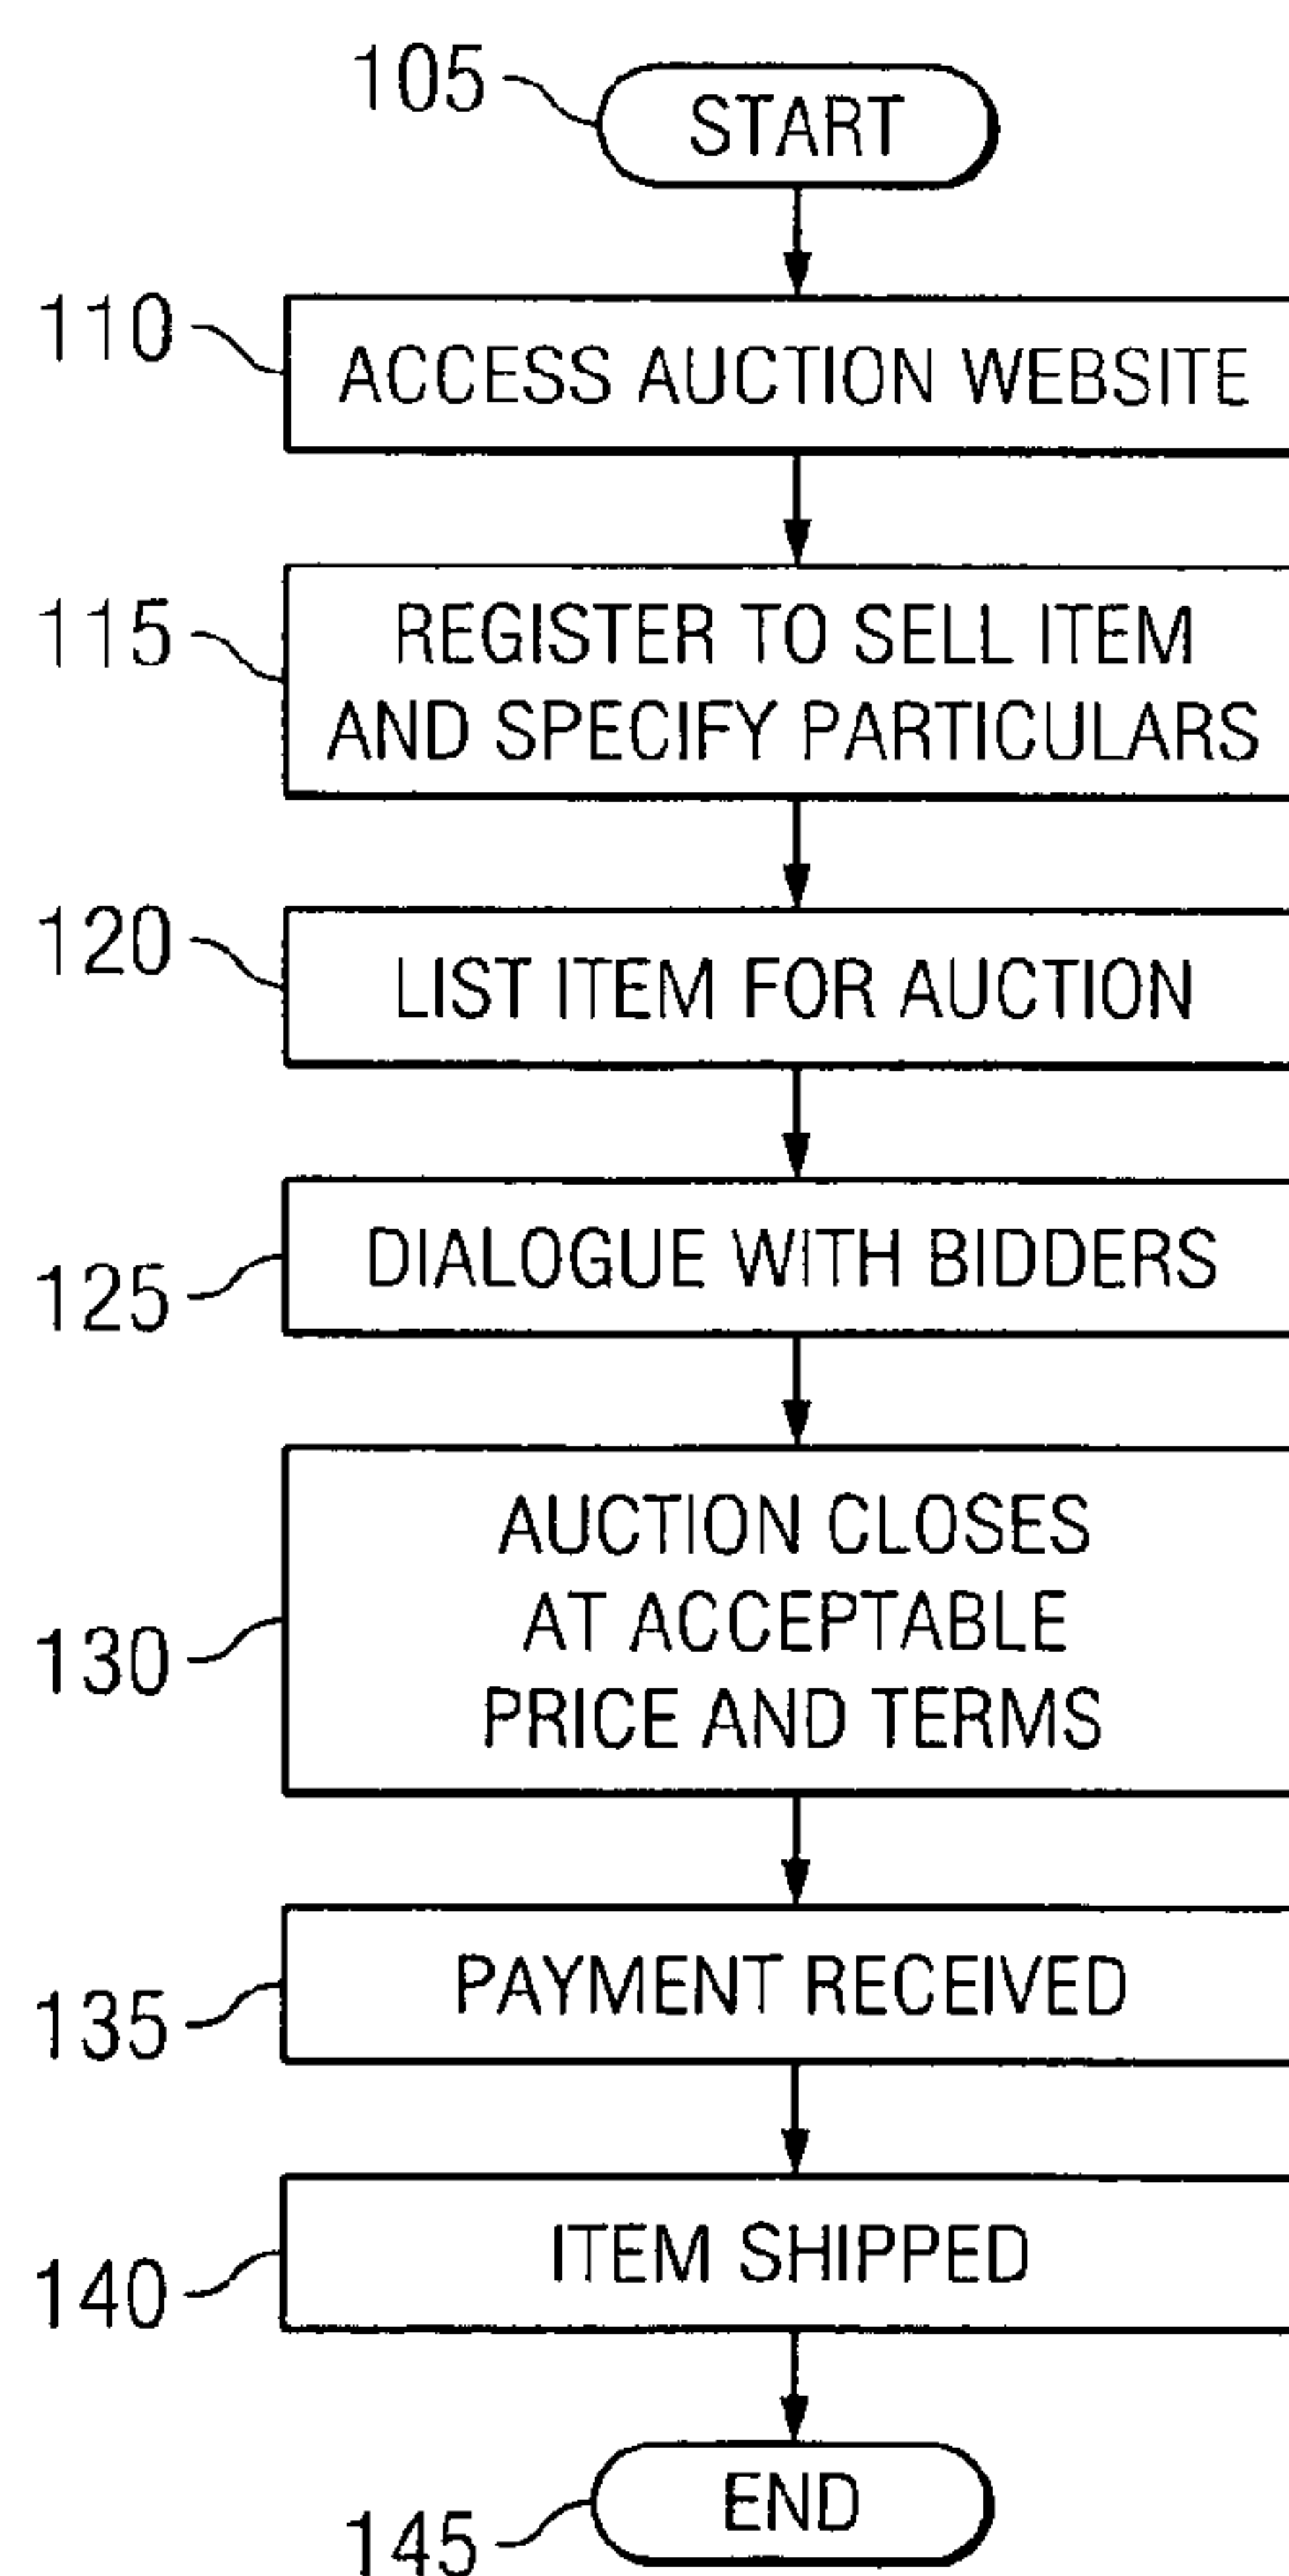 105
START
110
ACCESS AUCTION WEBSITE
115
REGISTER TO SELL ITEM
AND SPECIFY PARTICULARS
120
LIST ITEM FOR AUCTION
125
DIALOGUE WITH BIDDERS
130
AUCTION CLOSES
AT ACCEPTABLE
PRICE AND TERMS
135
PAYMENT RECEIVED
140
ITEM SHIPPED
145
END